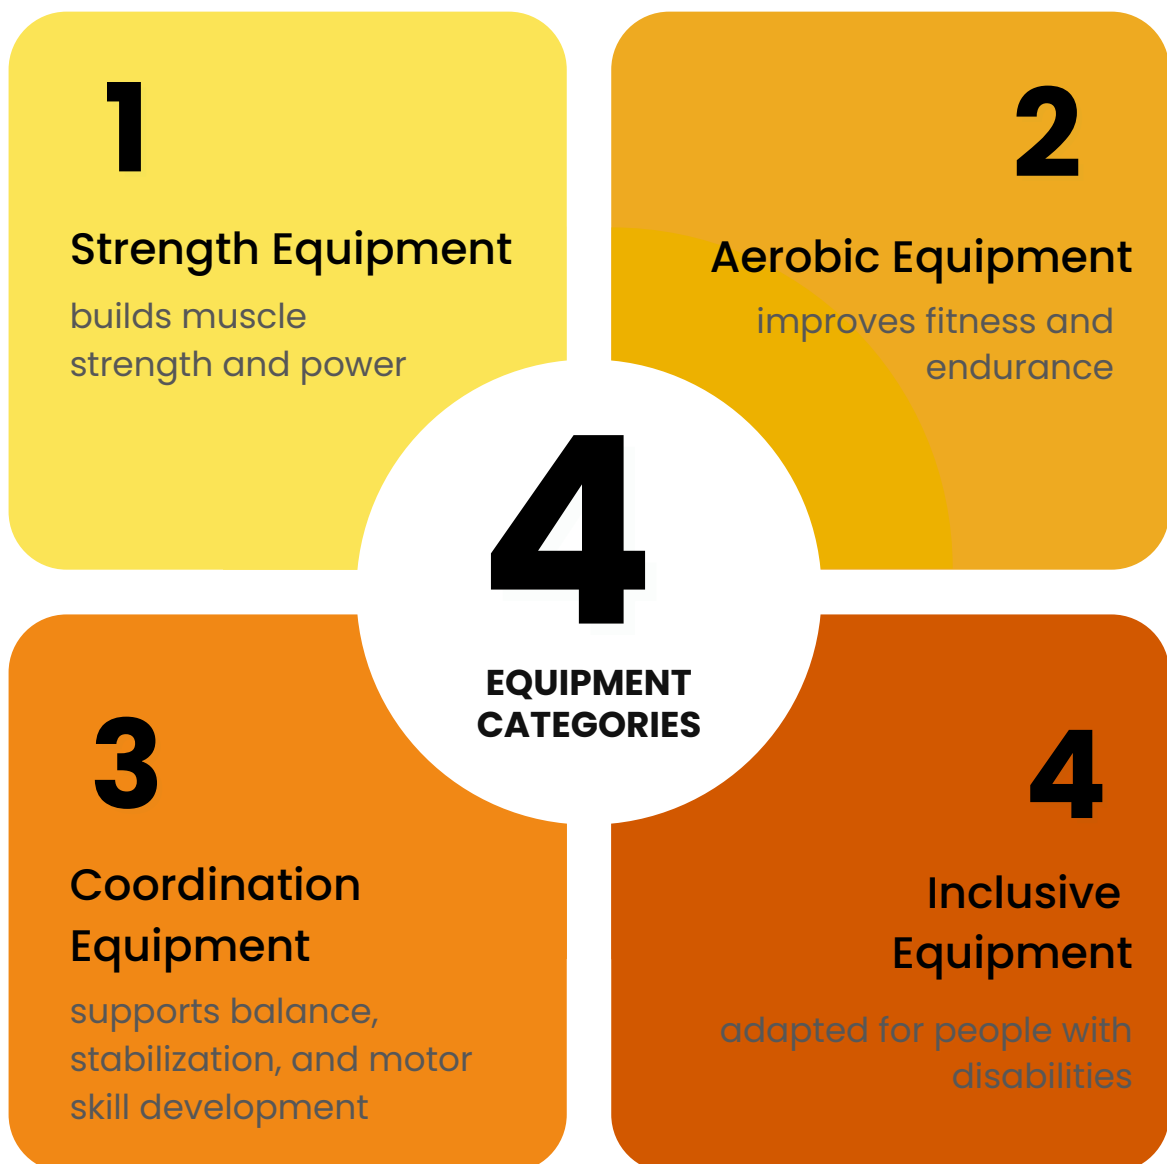 1
Strength Equipment
builds muscle
strength and power
2
Aerobic Equipment
improves fitness and
endurance
4
EQUIPMENT
CATEGORIES
3
Coordination
Equipment
supports balance,
stabilization, and motor
skill development
4
Inclusive
Equipment
adapted for people with
disabilities